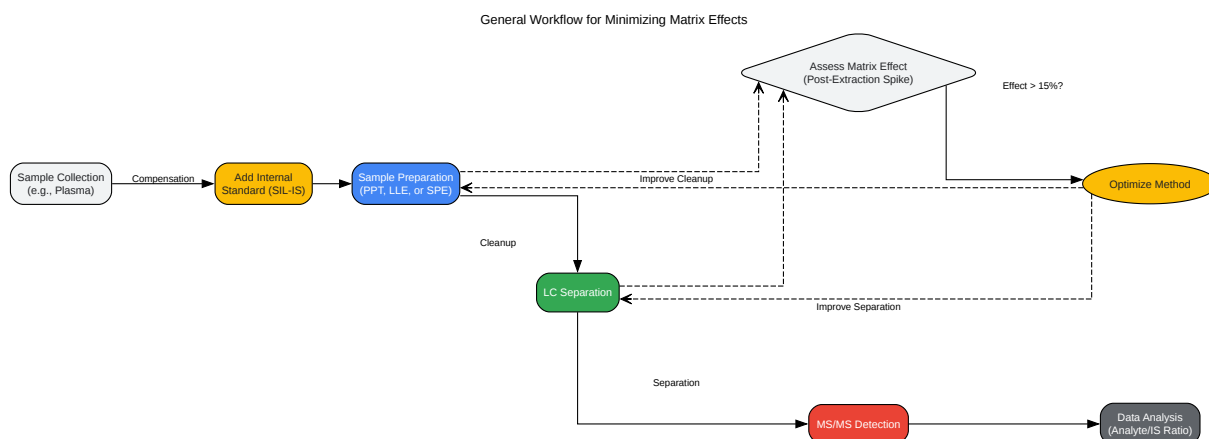 General Workflow for Minimizing Matrix Effects
Assess Matrix Effect
(Post-Extraction Spike)
Effect > 15%?
Sample Collection
(e.g., Plasma)
Compensation
Add Internal
Standard (SIL-IS)
Sample Preparation
(PPT, LLE, or SPE)
Improve Cleanup
Optimize Method
Cleanup
LC Separation
Improve Separation
Separation
MS/MS Detection
Data Analysis
(Analyte/IS Ratio)